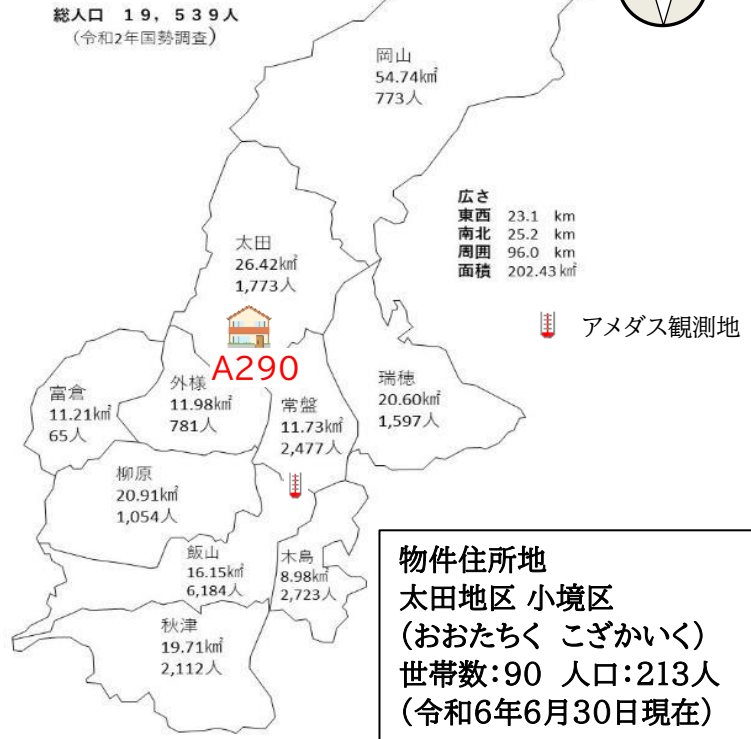 総人口 19，539人
(令和2年国勢調査)
岡山
54.74㎢
773人
広さ
東西 23.1 km
南北 25.2 km
周囲 96.0 km
面積 202.43㎢
アメダス観測地
太田
26.42㎢
1,773人
A290
外様
11.98㎢
781人
富倉
11.21㎢
65人
常盤
11.73㎢
2,477人
瑞穂
20.60㎢
1,597人
柳原
20.91㎢
1,054人
飯山
16.15㎢
6,184人
木島
8.98㎢
2,723人
秋津
19.71㎢
2,112人
物件住所地
太田地区 小境区
(おおたちく こざかいく)
世帯数:90 人口:213人
(令和6年6月30日現在)